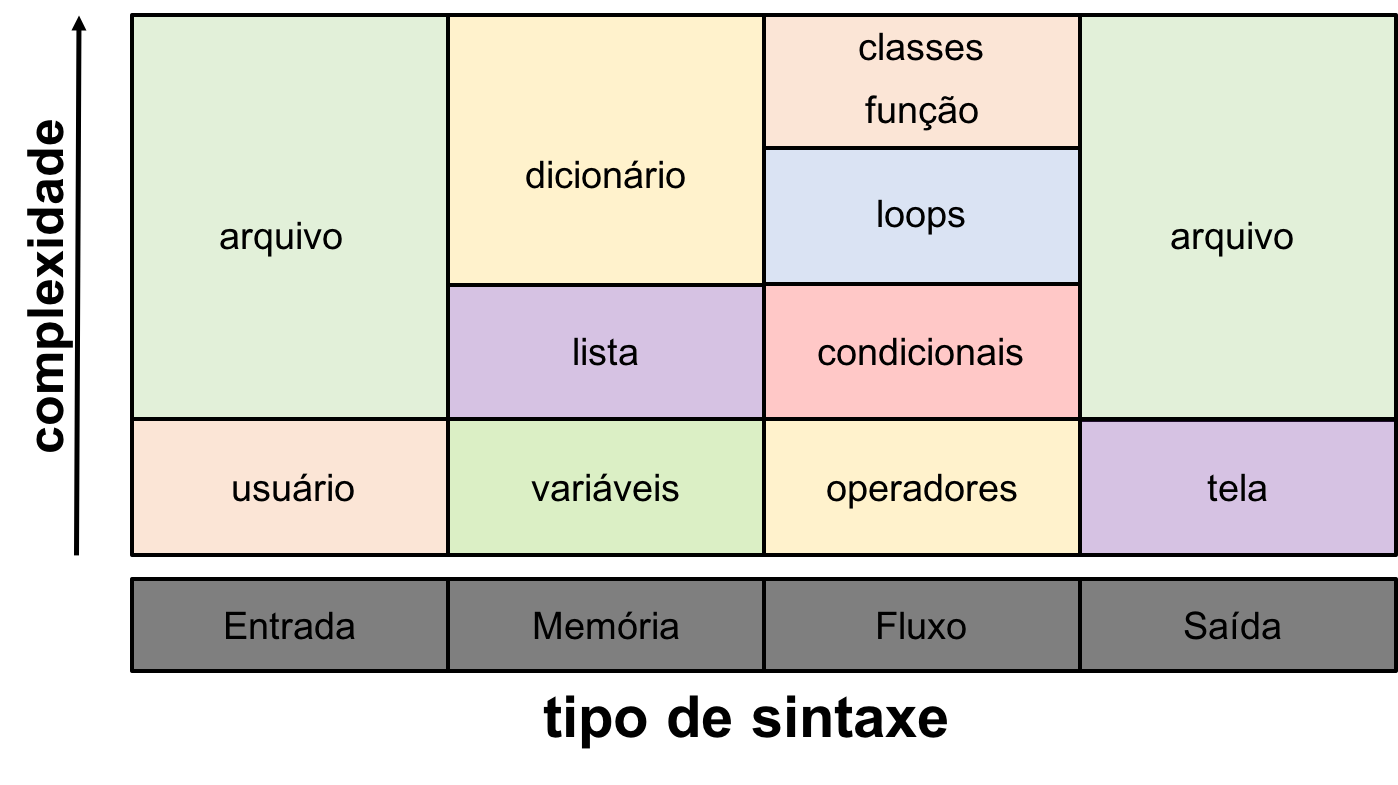 complexidade
classes
função
dicionário
loops
arquivo
arquivo
lista
condicionais
usuário
variáveis
operadores
tela
Entrada
Memória
Fluxo
Saída
tipo de sintaxe